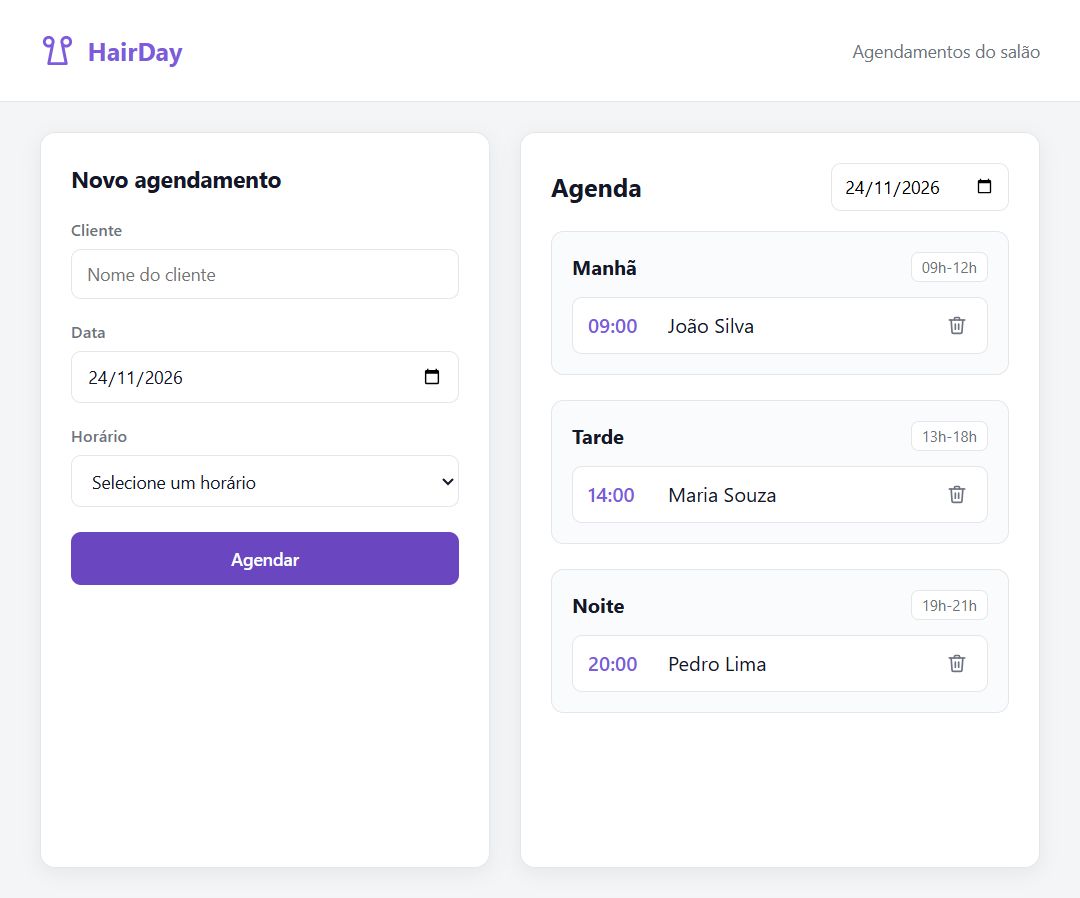 HairDay
Agendamentos do salão
Novo agendamento
Cliente
Nome do cliente
Data
24/11/2026
Horário
Selecione um horário
Agendar
Agenda
24/11/2026
Manhã
09h-12h
09:00 João Silva
Tarde
13h-18h
14:00 Maria Souza
Noite
19h-21h
20:00 Pedro Lima